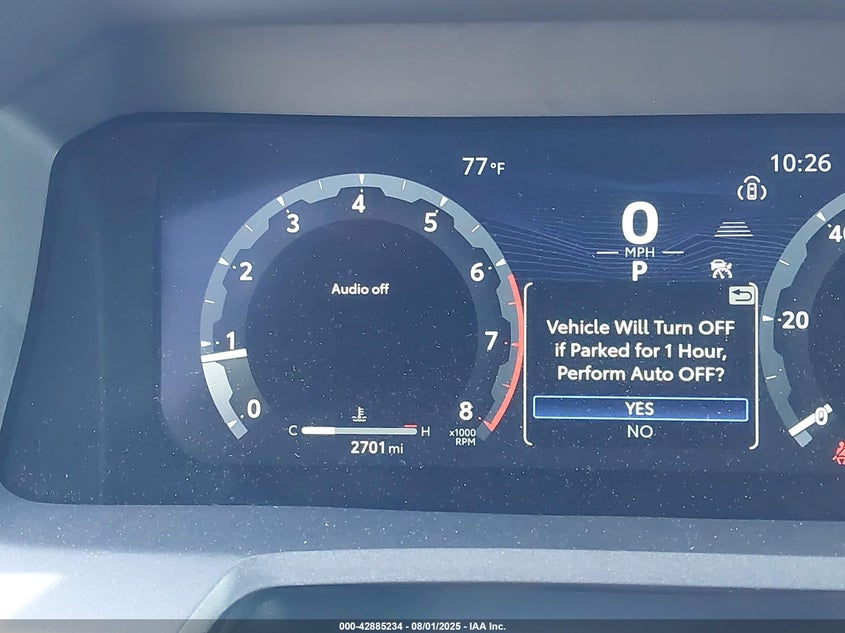 77°F
10:26
0
MPH
P
Audio off
0
1
2
3
4
5
6
7
8
x1000
RPM
C
H
2701 mi
Vehicle Will Turn OFF
if Parked for 1 Hour,
Perform Auto OFF?
YES
NO
40
20
0
000-42885234 - 08/01/2025 - IAA Inc.